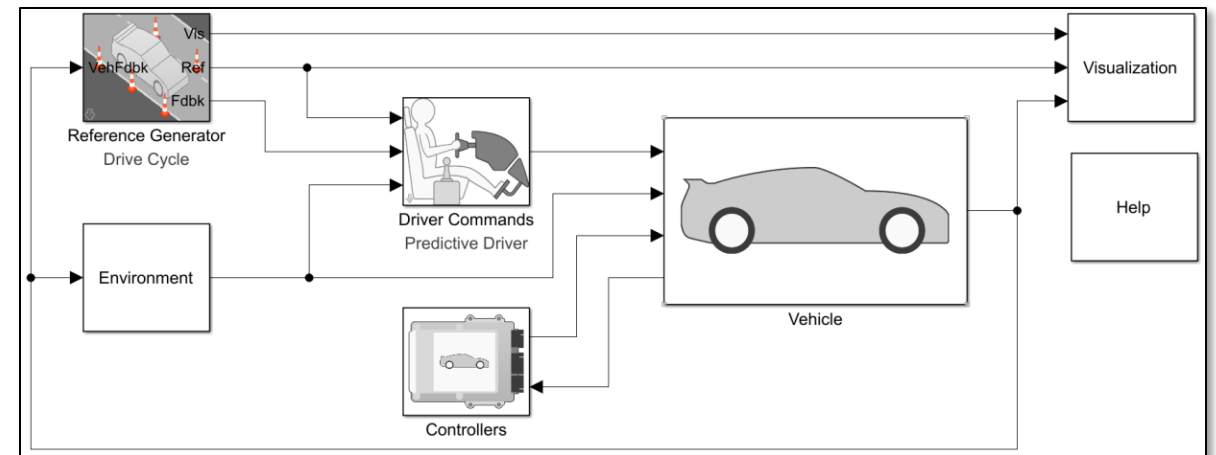 Vis
VehFdbk Ref
Fdbk
Reference Generator
Drive Cycle
Visualization
Driver Commands
Predictive Driver
Help
Environment
Vehicle
Controllers